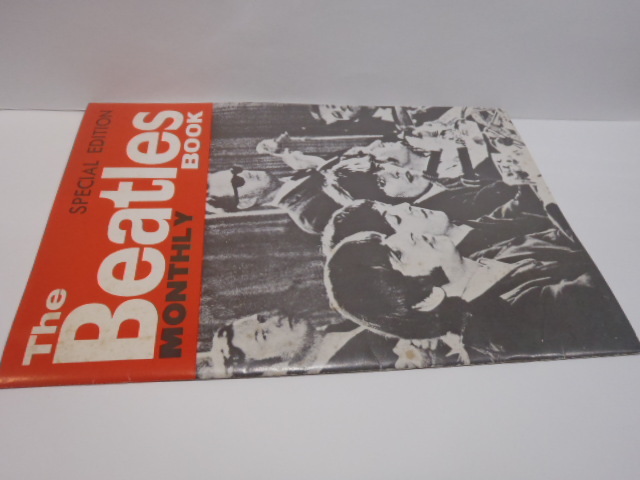 SPECIAL EDITION
The Beatles
MONTHLY BOOK